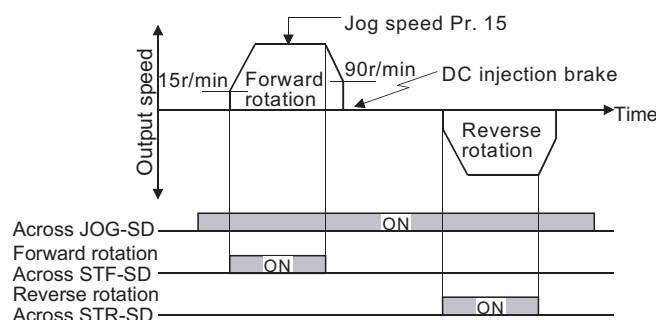 Jog speed Pr. 15
15r/min
Forward
rotation
90r/min
DC injection brake
Output speed
Time
Reverse
rotation
Across JOG-SD
ON
Forward rotation
Across STF-SD
ON
Reverse rotation
Across STR-SD
ON